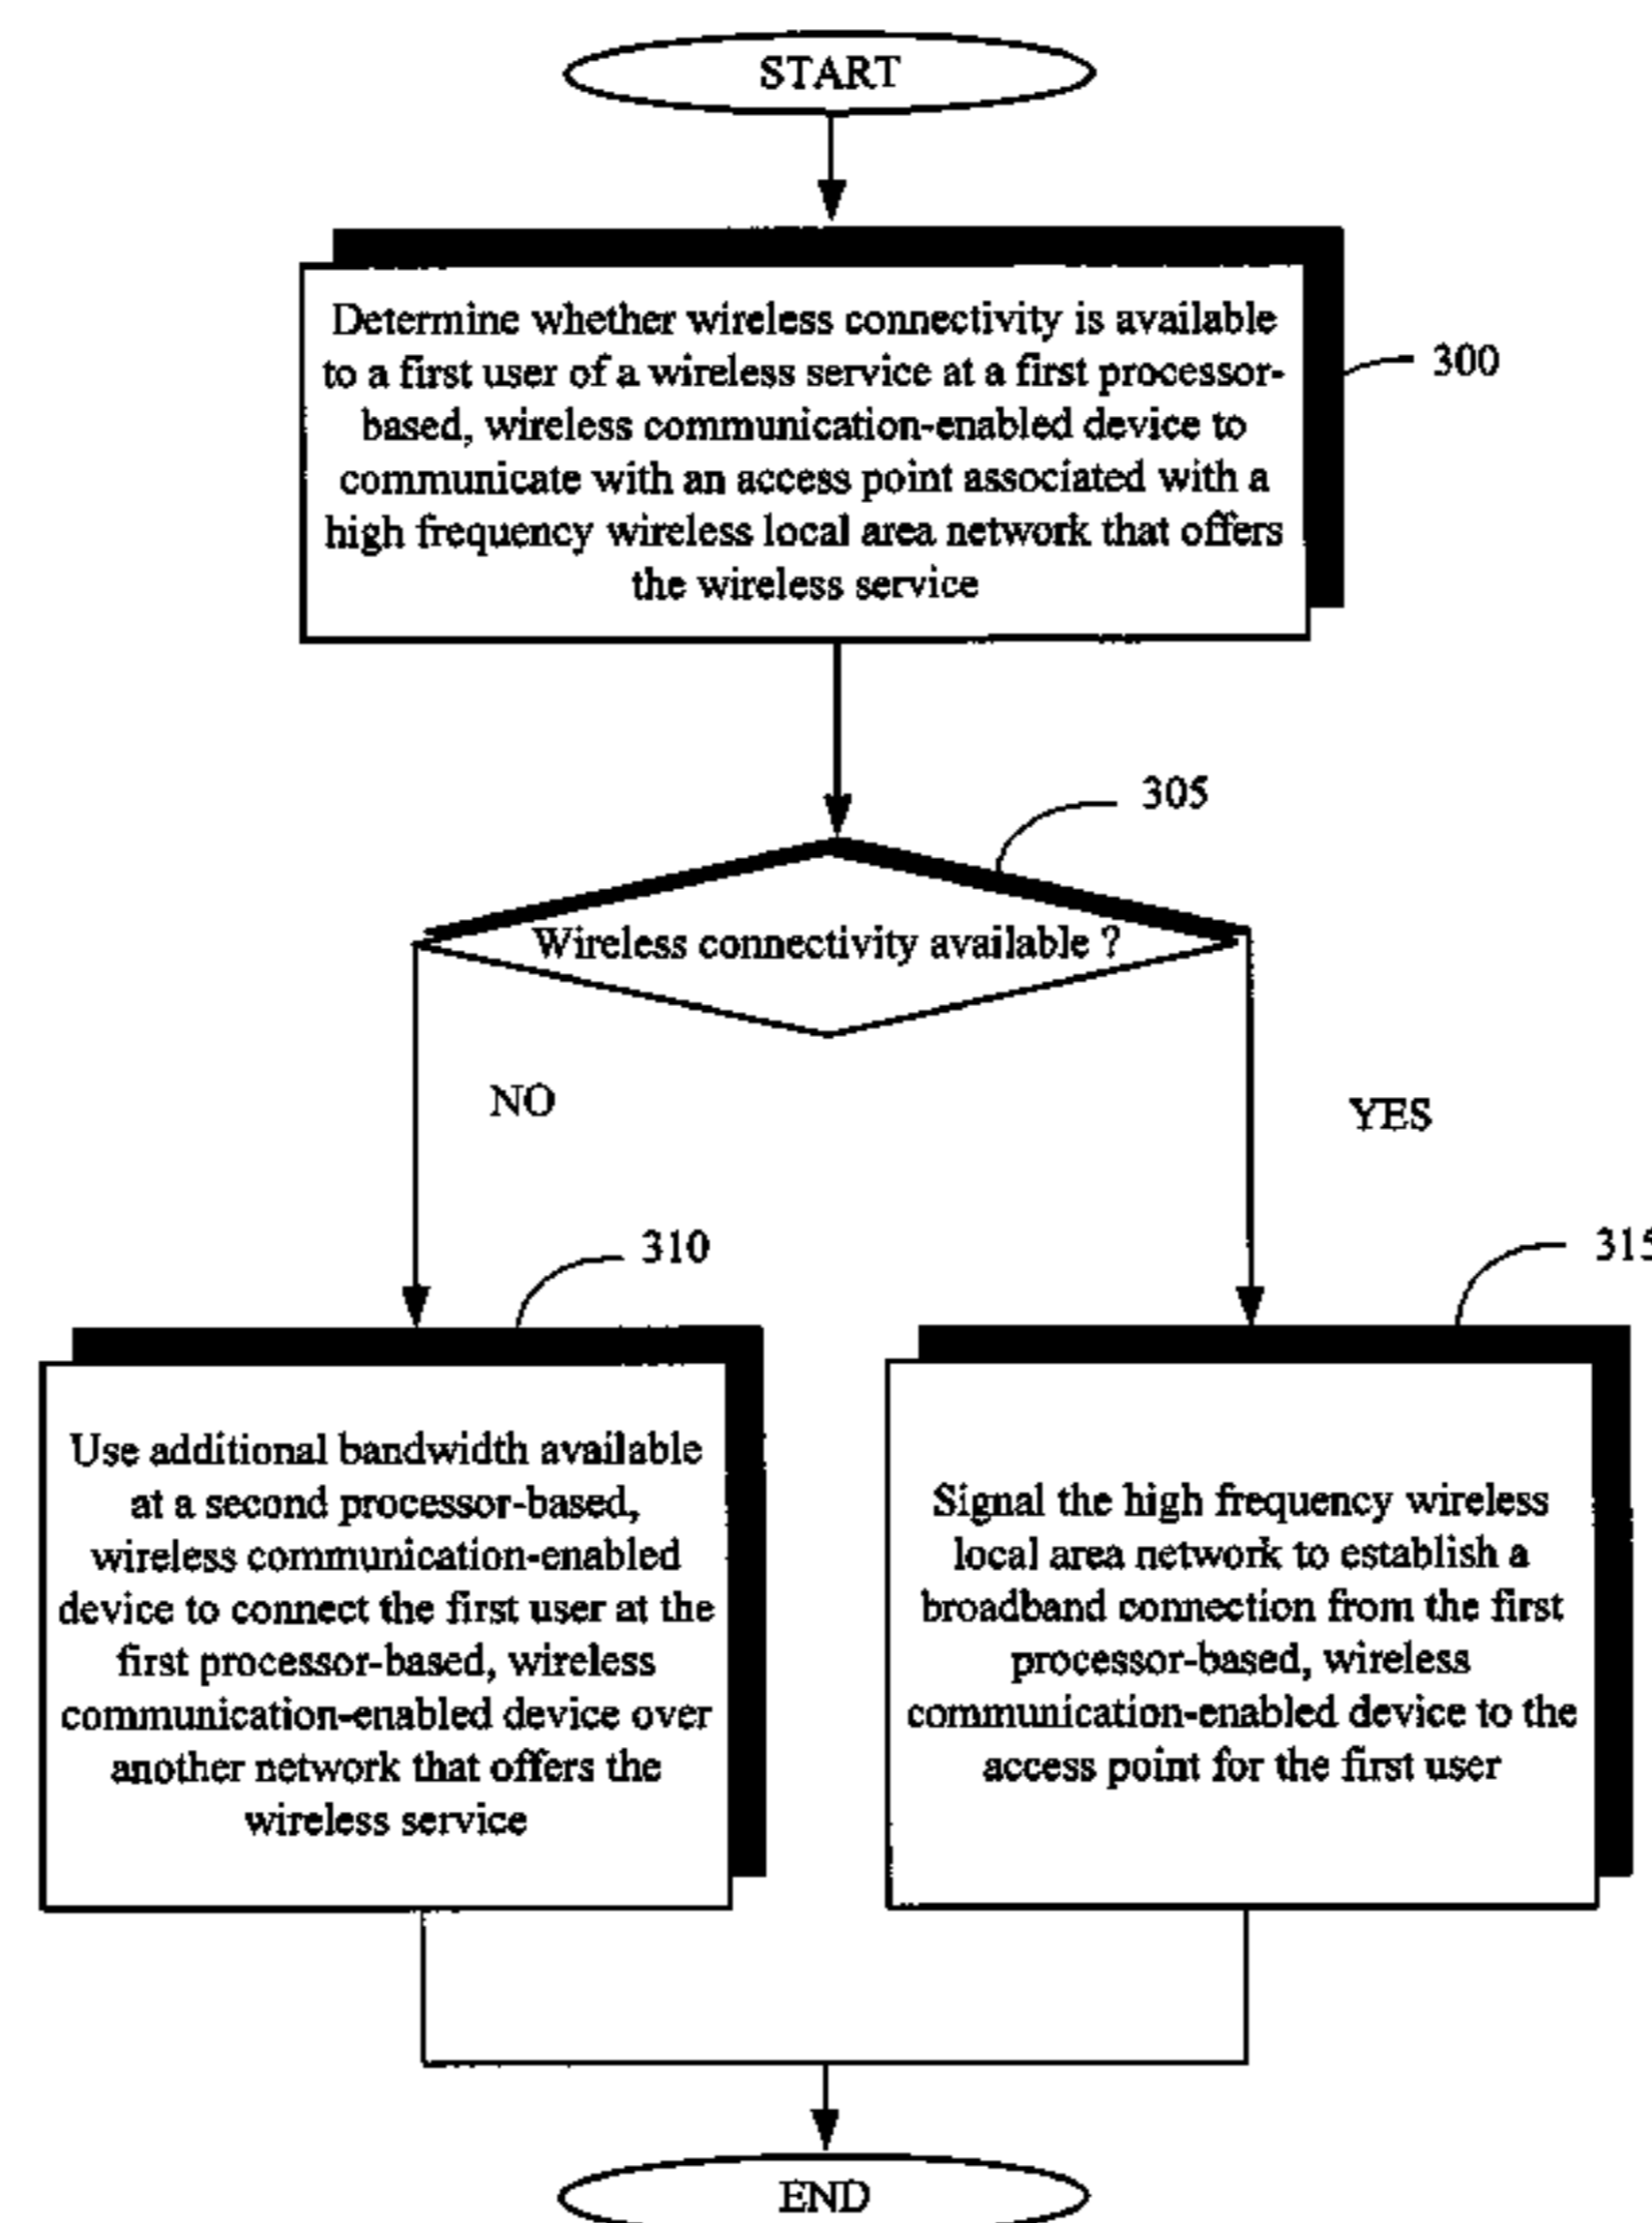 START
Determine whether wireless connectivity is available
to a first user of a wireless service at a first processor-
based, wireless communication-enabled device to
communicate with an access point associated with a
high frequency wireless local area network that offers
the wireless service
300
305
Wireless connectivity available ?
NO
YES
310
315
Use additional bandwidth available
at a second processor-based,
wireless communication-enabled
device to connect the first user at the
first processor-based, wireless
communication-enabled device over
another network that offers the
wireless service
Signal the high frequency wireless
local area network to establish a
broadband connection from the first
processor-based, wireless
communication-enabled device to the
access point for the first user
END